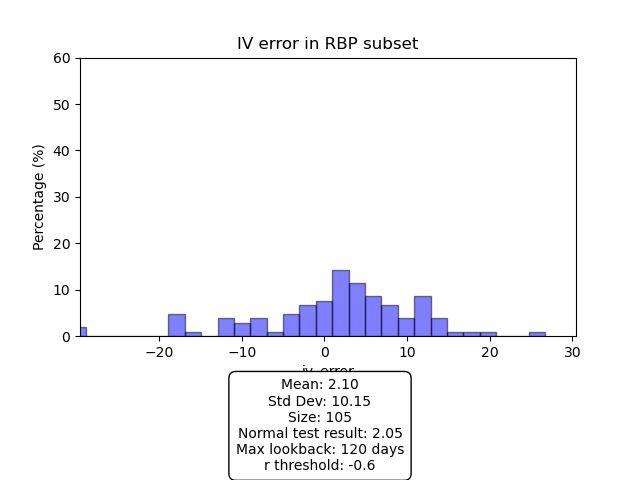 IV error in RBP subset
60
50
40
30
20
10
0
Percentage (%)
−20
−10
0
10
20
30
iv_error
Mean: 2.10
Std Dev: 10.15
Size: 105
Normal test result: 2.05
Max lookback: 120 days
r threshold: -0.6